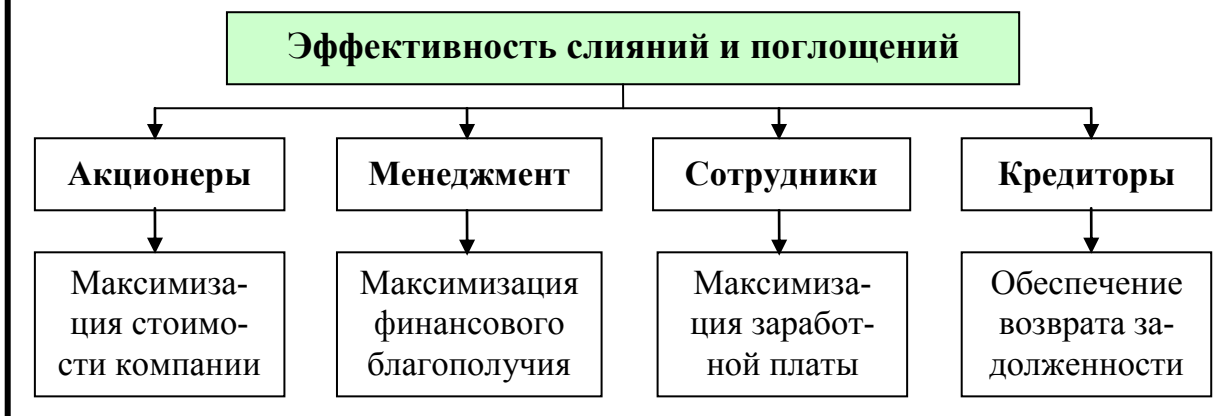 Эффективность слияний и поглощений
Акционеры
Менеджмент
Сотрудники
Кредиторы
Максимиза-
ция стоимо-
сти компании
Максимизация
финансового
благополучия
Максимиза-
ция заработ-
ной платы
Обеспечение
возврата за-
долженности